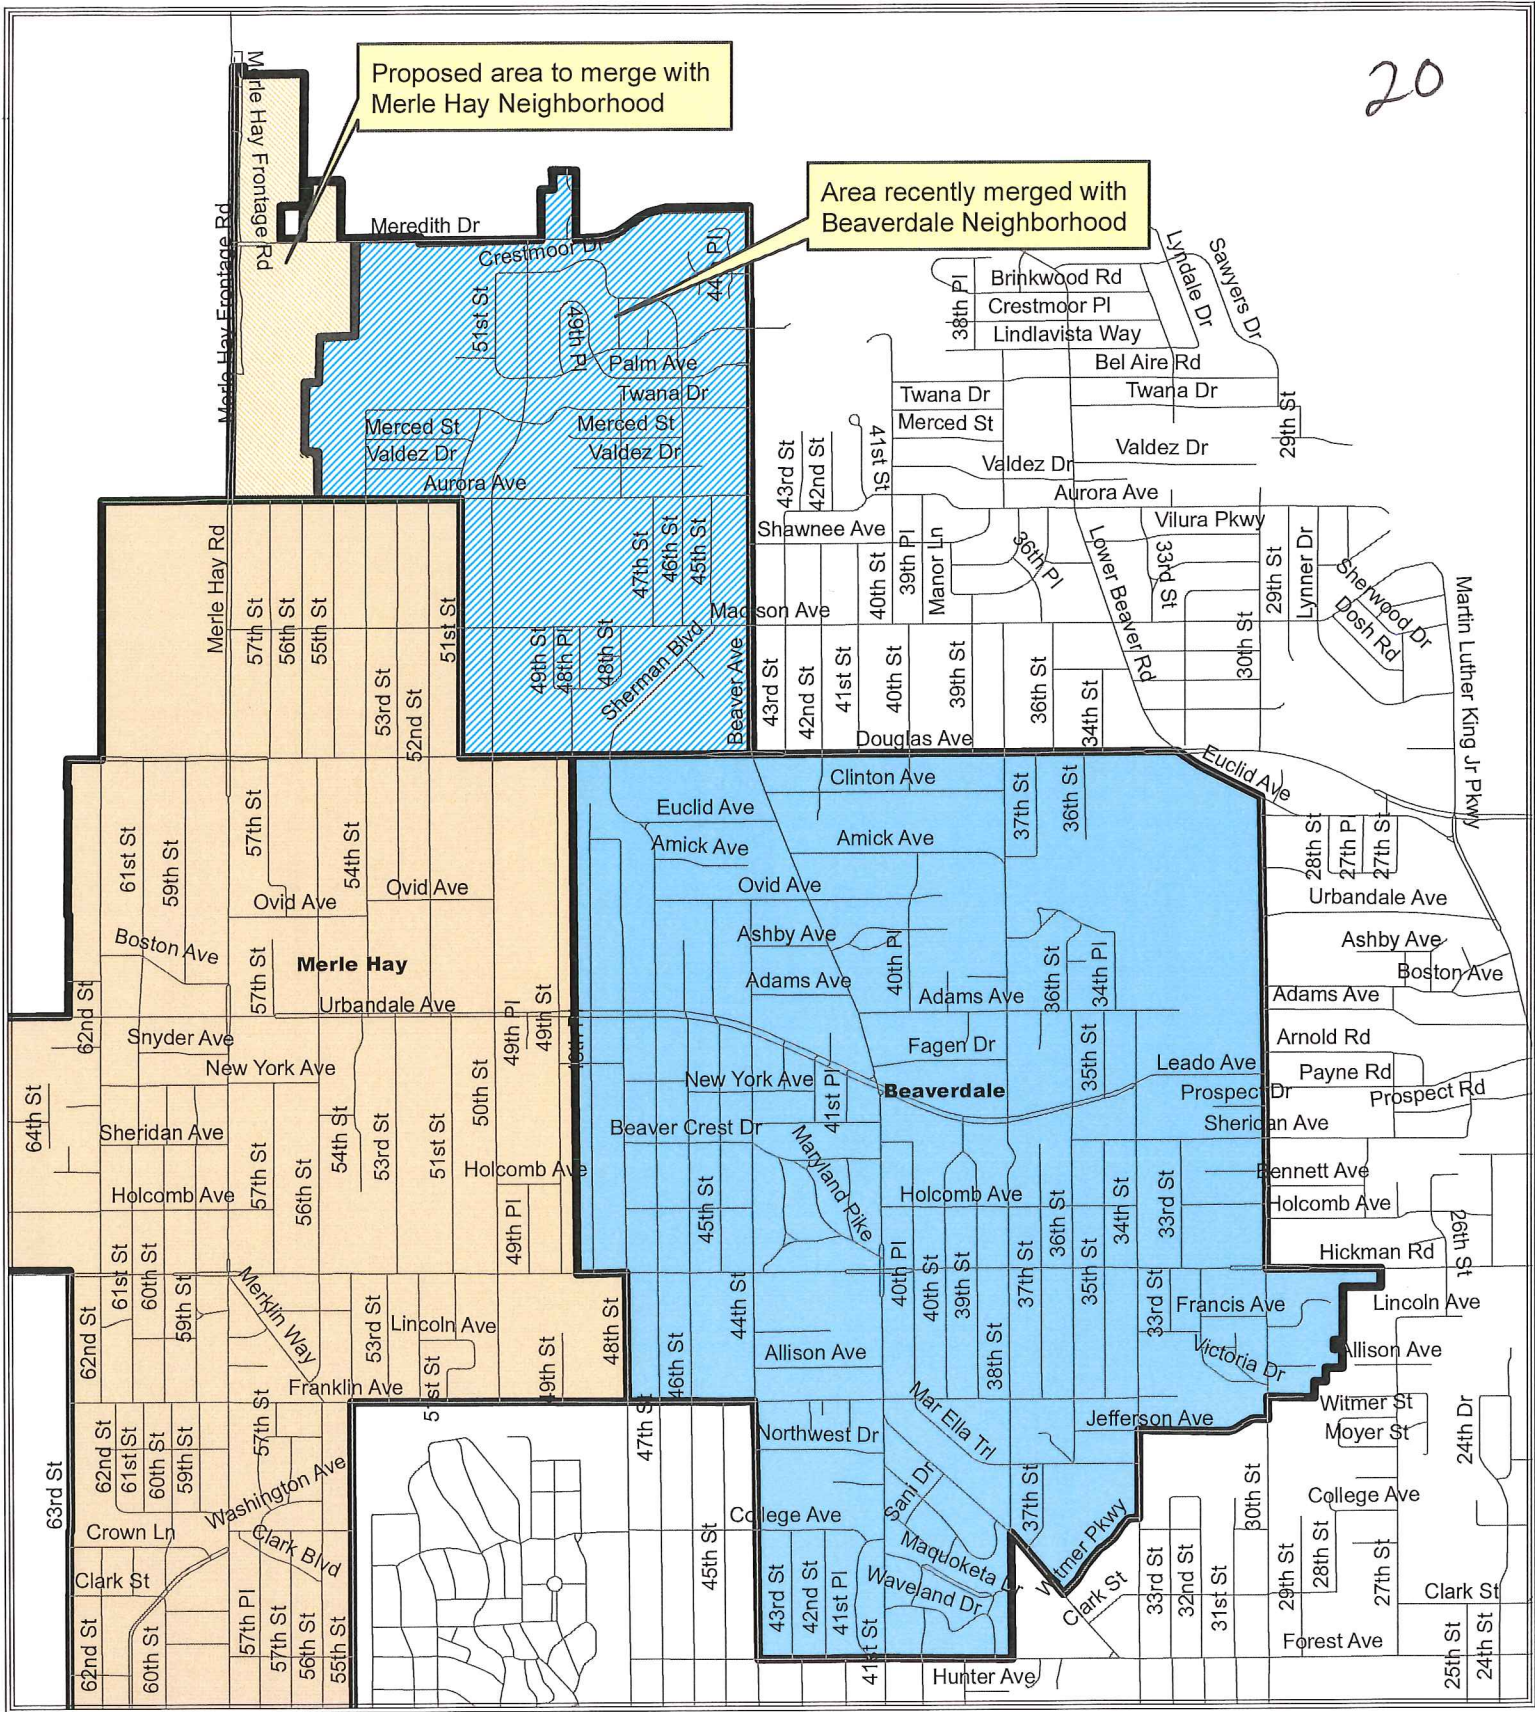 20
Proposed area to merge with
Merle Hay Neighborhood
Area recently merged with
Beaverdale Neighborhood
Merle Hay Frontage Rd
Merle Hay Frontage Rd
Merle Hay Frontage Rd
Meredith Dr
Crestmoor Dr
44th Pl
51st St
49th Pl
Palm Ave
Twana Dr
Merced St
Merced St
Valdez Dr
Valdez Dr
Aurora Ave
38th Pl
Brinkwood Rd
Crestmoor Pl
Lindlavista Way
Lyndale Dr
Sawyers Dr
Bel Aire Rd
Twana Dr
Twana Dr
Merced St
29th St
43rd St
42nd St
41st St
Valdez Dr
Valdez Dr
Aurora Ave
Shawnee Ave
Vilura Pkwy
Merle Hay Rd
57th St
56th St
55th St
53rd St
52nd St
51st St
47th St
46th St
45th St
49th St
48th Pl
48th St
Sherman Blvd
Madison Ave
Beaver Ave
40th St
39th Pl
Manor Ln
36th Pl
Lower Beaver Rd
33rd St
29th St
Lynner Dr
Sherwood Dr
Dosh Rd
30th St
Martin Luther King Jr Pkwy
43rd St
42nd St
41st St
40th St
39th St
36th St
34th St
Douglas Ave
Euclid Ave
Clinton Ave
37th St
36th St
Euclid Ave
Amick Ave
Amick Ave
Ovid Ave
61st St
59th St
57th St
54th St
Ovid Ave
Ovid Ave
28th St
27th Pl
27th St
Urbandale Ave
Boston Ave
57th St
Merle Hay
Urbandale Ave
Ashby Ave
40th Pl
Adams Ave
Adams Ave
36th St
34th Pl
Ashby Ave
Boston Ave
Adams Ave
62nd St
Snyder Ave
New York Ave
49th Pl
49th St
50th St
Fagen Dr
35th St
Leado Ave
Arnold Rd
Payne Rd
Prospect Dr
Prospect Rd
New York Ave
41st Pl
Beaverdale
64th St
Sheridan Ave
54th St
53rd St
51st St
Beaver Crest Dr
Maryland Pike
Sheridan Ave
57th St
56th St
Holcomb Ave
Holcomb Ave
49th Pl
45th St
Holcomb Ave
36th St
34th St
33rd St
Bennett Ave
Holcomb Ave
Hickman Rd
26th St
61st St
60th St
59th St
62nd St
Merklin Way
53rd St
Lincoln Ave
51st St
49th St
48th St
46th St
44th St
40th Pl
40th St
39th St
37th St
35th St
38th St
33rd St
Francis Ave
Victoria Dr
Lincoln Ave
Allison Ave
Allison Ave
Franklin Ave
57th St
Mar Ella Trl
Jefferson Ave
Witmer St
Moyer St
24th Dr
62nd St
61st St
60th St
59th St
63rd St
Washington Ave
47th St
Northwest Dr
Sani Dr
37th St
30th St
College Ave
College Ave
Crown Ln
Clark Blvd
Clark St
45th St
Maquoketa Dr
Waveland Dr
Witmer Pkwy
Clark St
33rd St
32nd St
31st St
29th St
28th St
27th St
Clark St
62nd St
60th St
57th Pl
57th St
56th St
55th St
43rd St
42nd St
41st Pl
41st St
Hunter Ave
Forest Ave
25th St
24th St